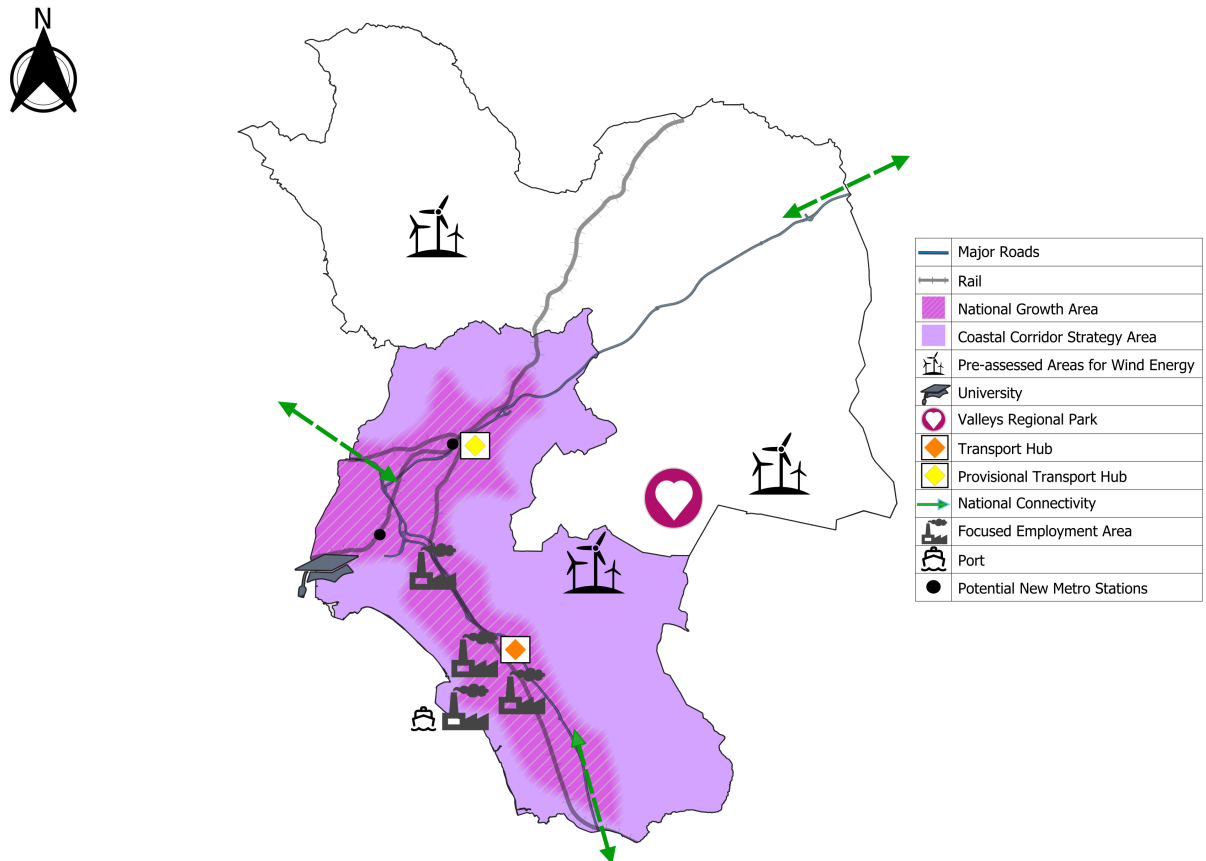 N
Major Roads
Rail
National Growth Area
Coastal Corridor Strategy Area
Pre-assessed Areas for Wind Energy
University
Valleys Regional Park
Transport Hub
Provisional Transport Hub
National Connectivity
Focused Employment Area
Port
Potential New Metro Stations